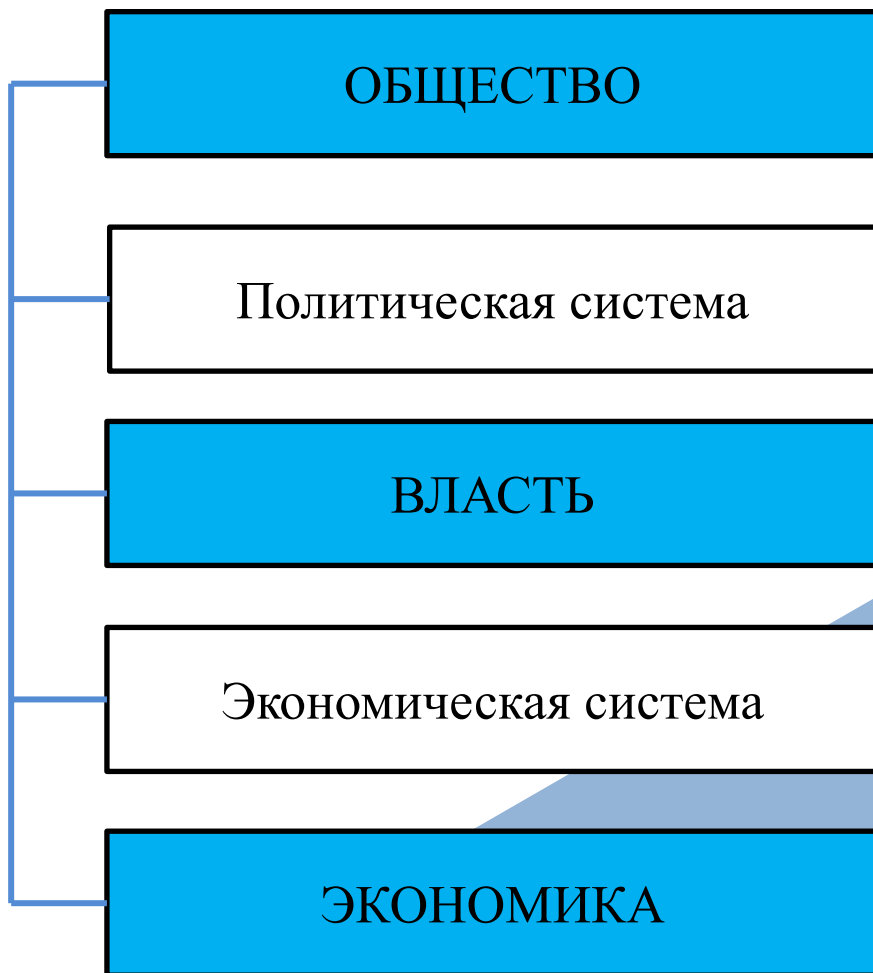 ОБЩЕСТВО
Политическая система
ВЛАСТЬ
Экономическая система
ЭКОНОМИКА